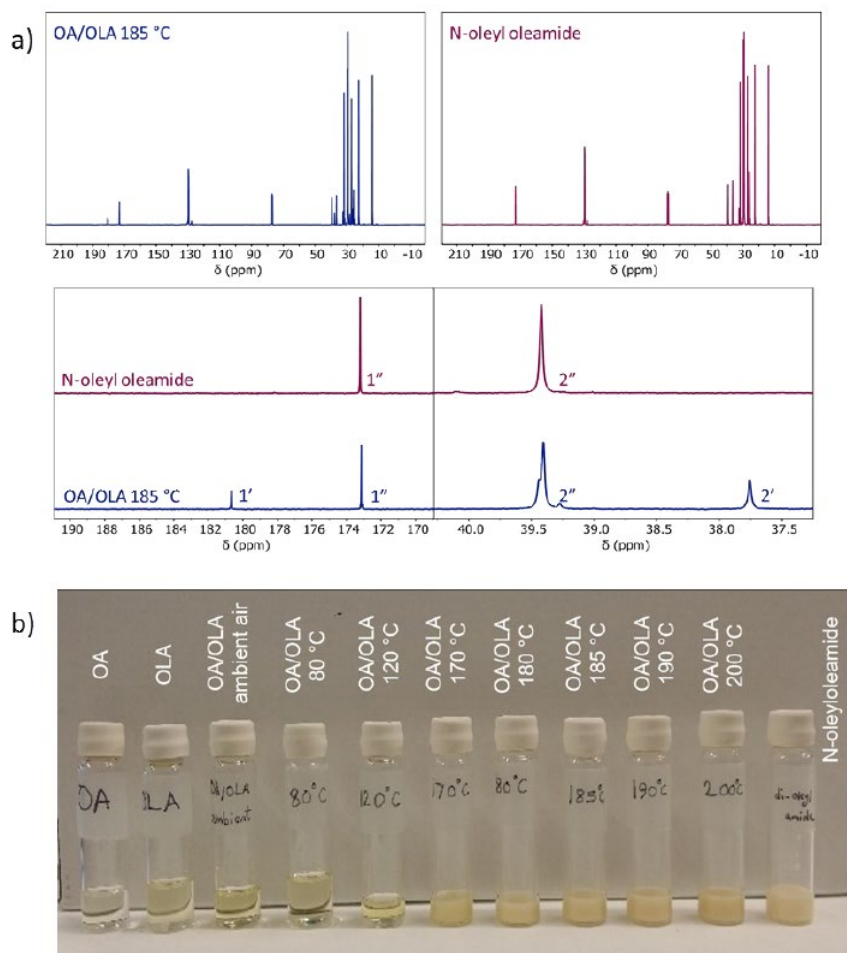 a)
OA/OLA 185 °C
N-oleyl oleamide
210 190 170 150 130 110 90 70 50 30 10 -10
δ (ppm)
210 190 170 150 130 110 90 70 50 30 10 -10
δ (ppm)
N-oleyl oleamide
1″
2″
OA/OLA 185 °C
1′
1″
2″
2′
190 188 186 184 182 180 178 176 174 172 170
δ (ppm)
40.0 39.5 39.0 38.5 38.0 37.5
δ (ppm)
b)
OA
OLA
OA/OLA
ambient air
OA/OLA
80 °C
OA/OLA
120 °C
OA/OLA
170 °C
OA/OLA
180 °C
OA/OLA
185 °C
OA/OLA
190 °C
OA/OLA
200 °C
N-oleyloleamide
OA
OLA
OA/OLA
ambient
80°C
120°C
170°C
80°C
185°C
190°C
200°C
di-oleyl
amide